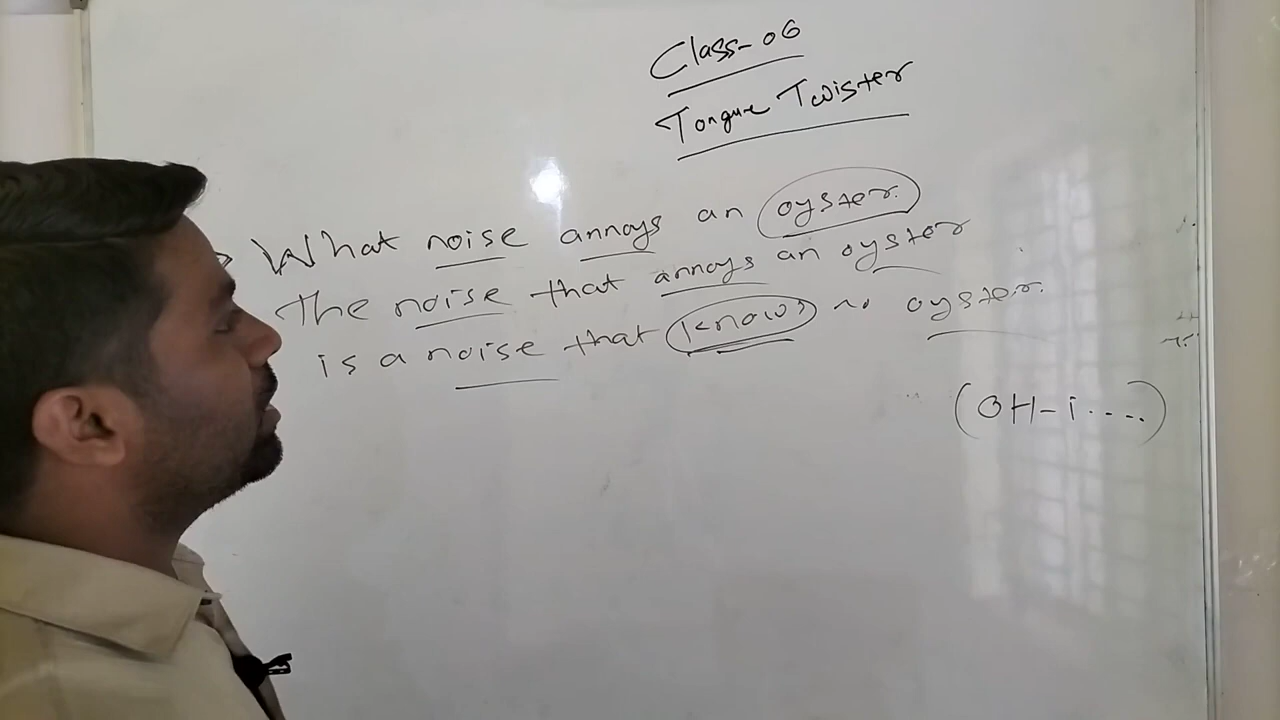 Class-06
Tongue Twister
What noise annoys an oyster.
The noise that annoys an oyster
is a noise that knows no oyster.
(OH-i....)